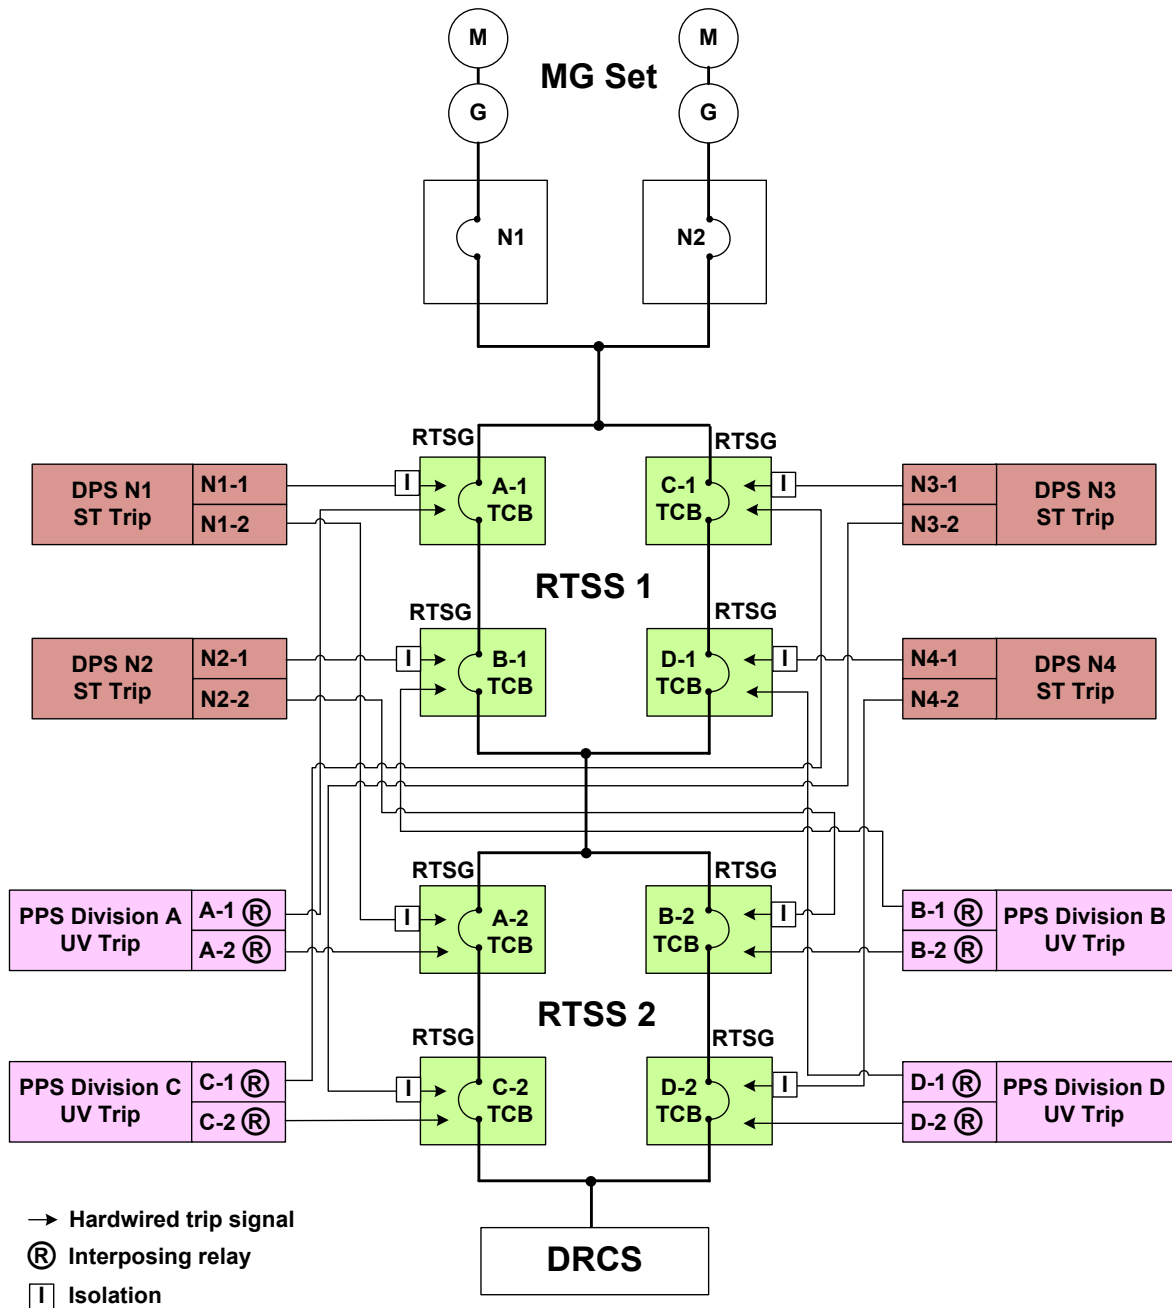 M
M
MG Set
G
G
N1
N2
RTSG
RTSG
DPS N1
ST Trip
N1-1
N1-2
I
A-1
TCB
C-1
TCB
I
N3-1
N3-2
DPS N3
ST Trip
RTSS 1
RTSG
RTSG
DPS N2
ST Trip
N2-1
N2-2
I
B-1
TCB
D-1
TCB
I
N4-1
N4-2
DPS N4
ST Trip
RTSG
RTSG
PPS Division A
UV Trip
A-1 R
A-2 R
I
A-2
TCB
B-2
TCB
I
B-1 R
B-2 R
PPS Division B
UV Trip
RTSS 2
RTSG
RTSG
PPS Division C
UV Trip
C-1 R
C-2 R
I
C-2
TCB
D-2
TCB
I
D-1 R
D-2 R
PPS Division D
UV Trip
Hardwired trip signal
R Interposing relay
I Isolation
DRCS